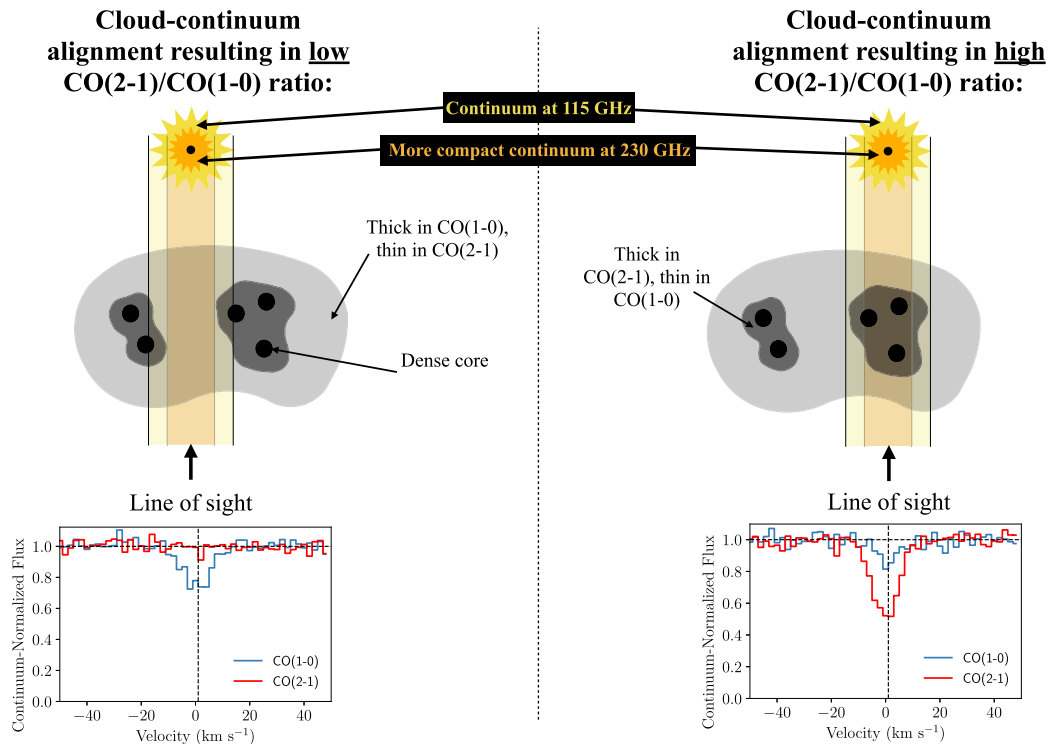 Cloud-continuum
alignment resulting in low
CO(2-1)/CO(1-0) ratio:
Cloud-continuum
alignment resulting in high
CO(2-1)/CO(1-0) ratio:
Continuum at 115 GHz
More compact continuum at 230 GHz
Thick in CO(1-0),
thin in CO(2-1)
Dense core
Thick in
CO(2-1), thin in
CO(1-0)
Line of sight
Line of sight
Continuum-Normalized Flux
1.0
0.8
0.6
0.4
0.2
0.0
CO(1-0)
CO(2-1)
−40
−20
0
20
40
Velocity (km s⁻¹)
Continuum-Normalized Flux
1.0
0.8
0.6
0.4
0.2
0.0
CO(1-0)
CO(2-1)
−40
−20
0
20
40
Velocity (km s⁻¹)